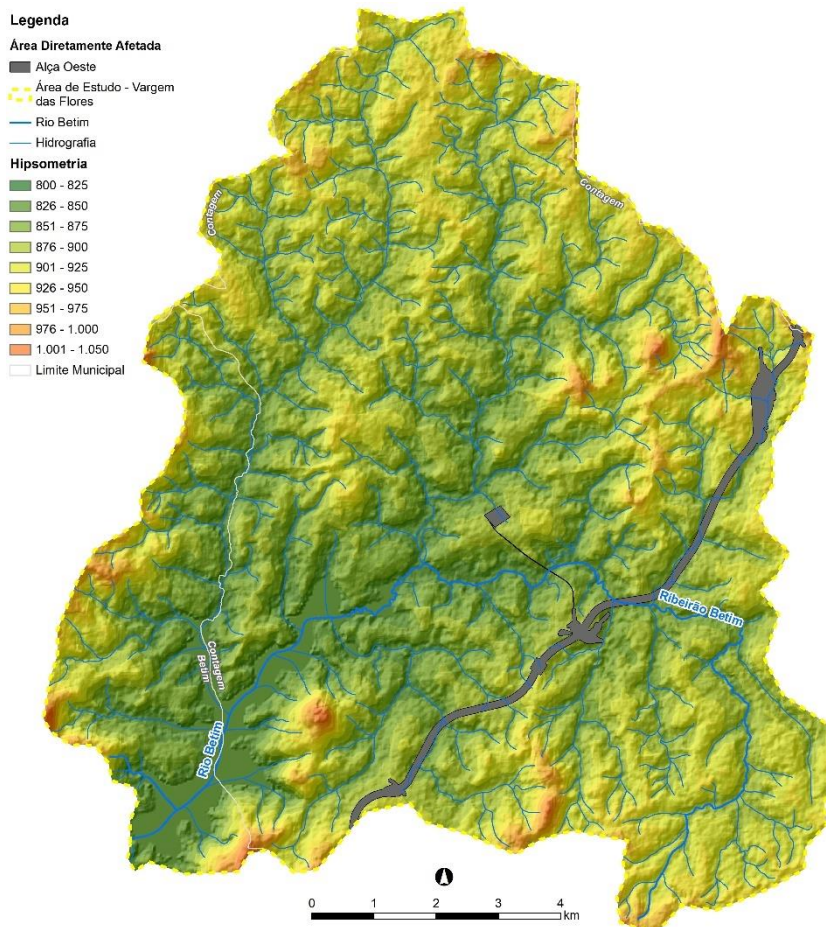 Legenda
Área Diretamente Afetada
Alça Oeste
Área de Estudo - Vargem
das Flores
Rio Betim
Hidrografia
Hipsometria
800 - 825
826 - 850
851 - 875
876 - 900
901 - 925
926 - 950
951 - 975
976 - 1.000
1.001 - 1.050
Limite Municipal
Contagem
Contagem
Ribeirão Betim
Contagem
Betim
Rio Betim
0 1 2 3 4
km